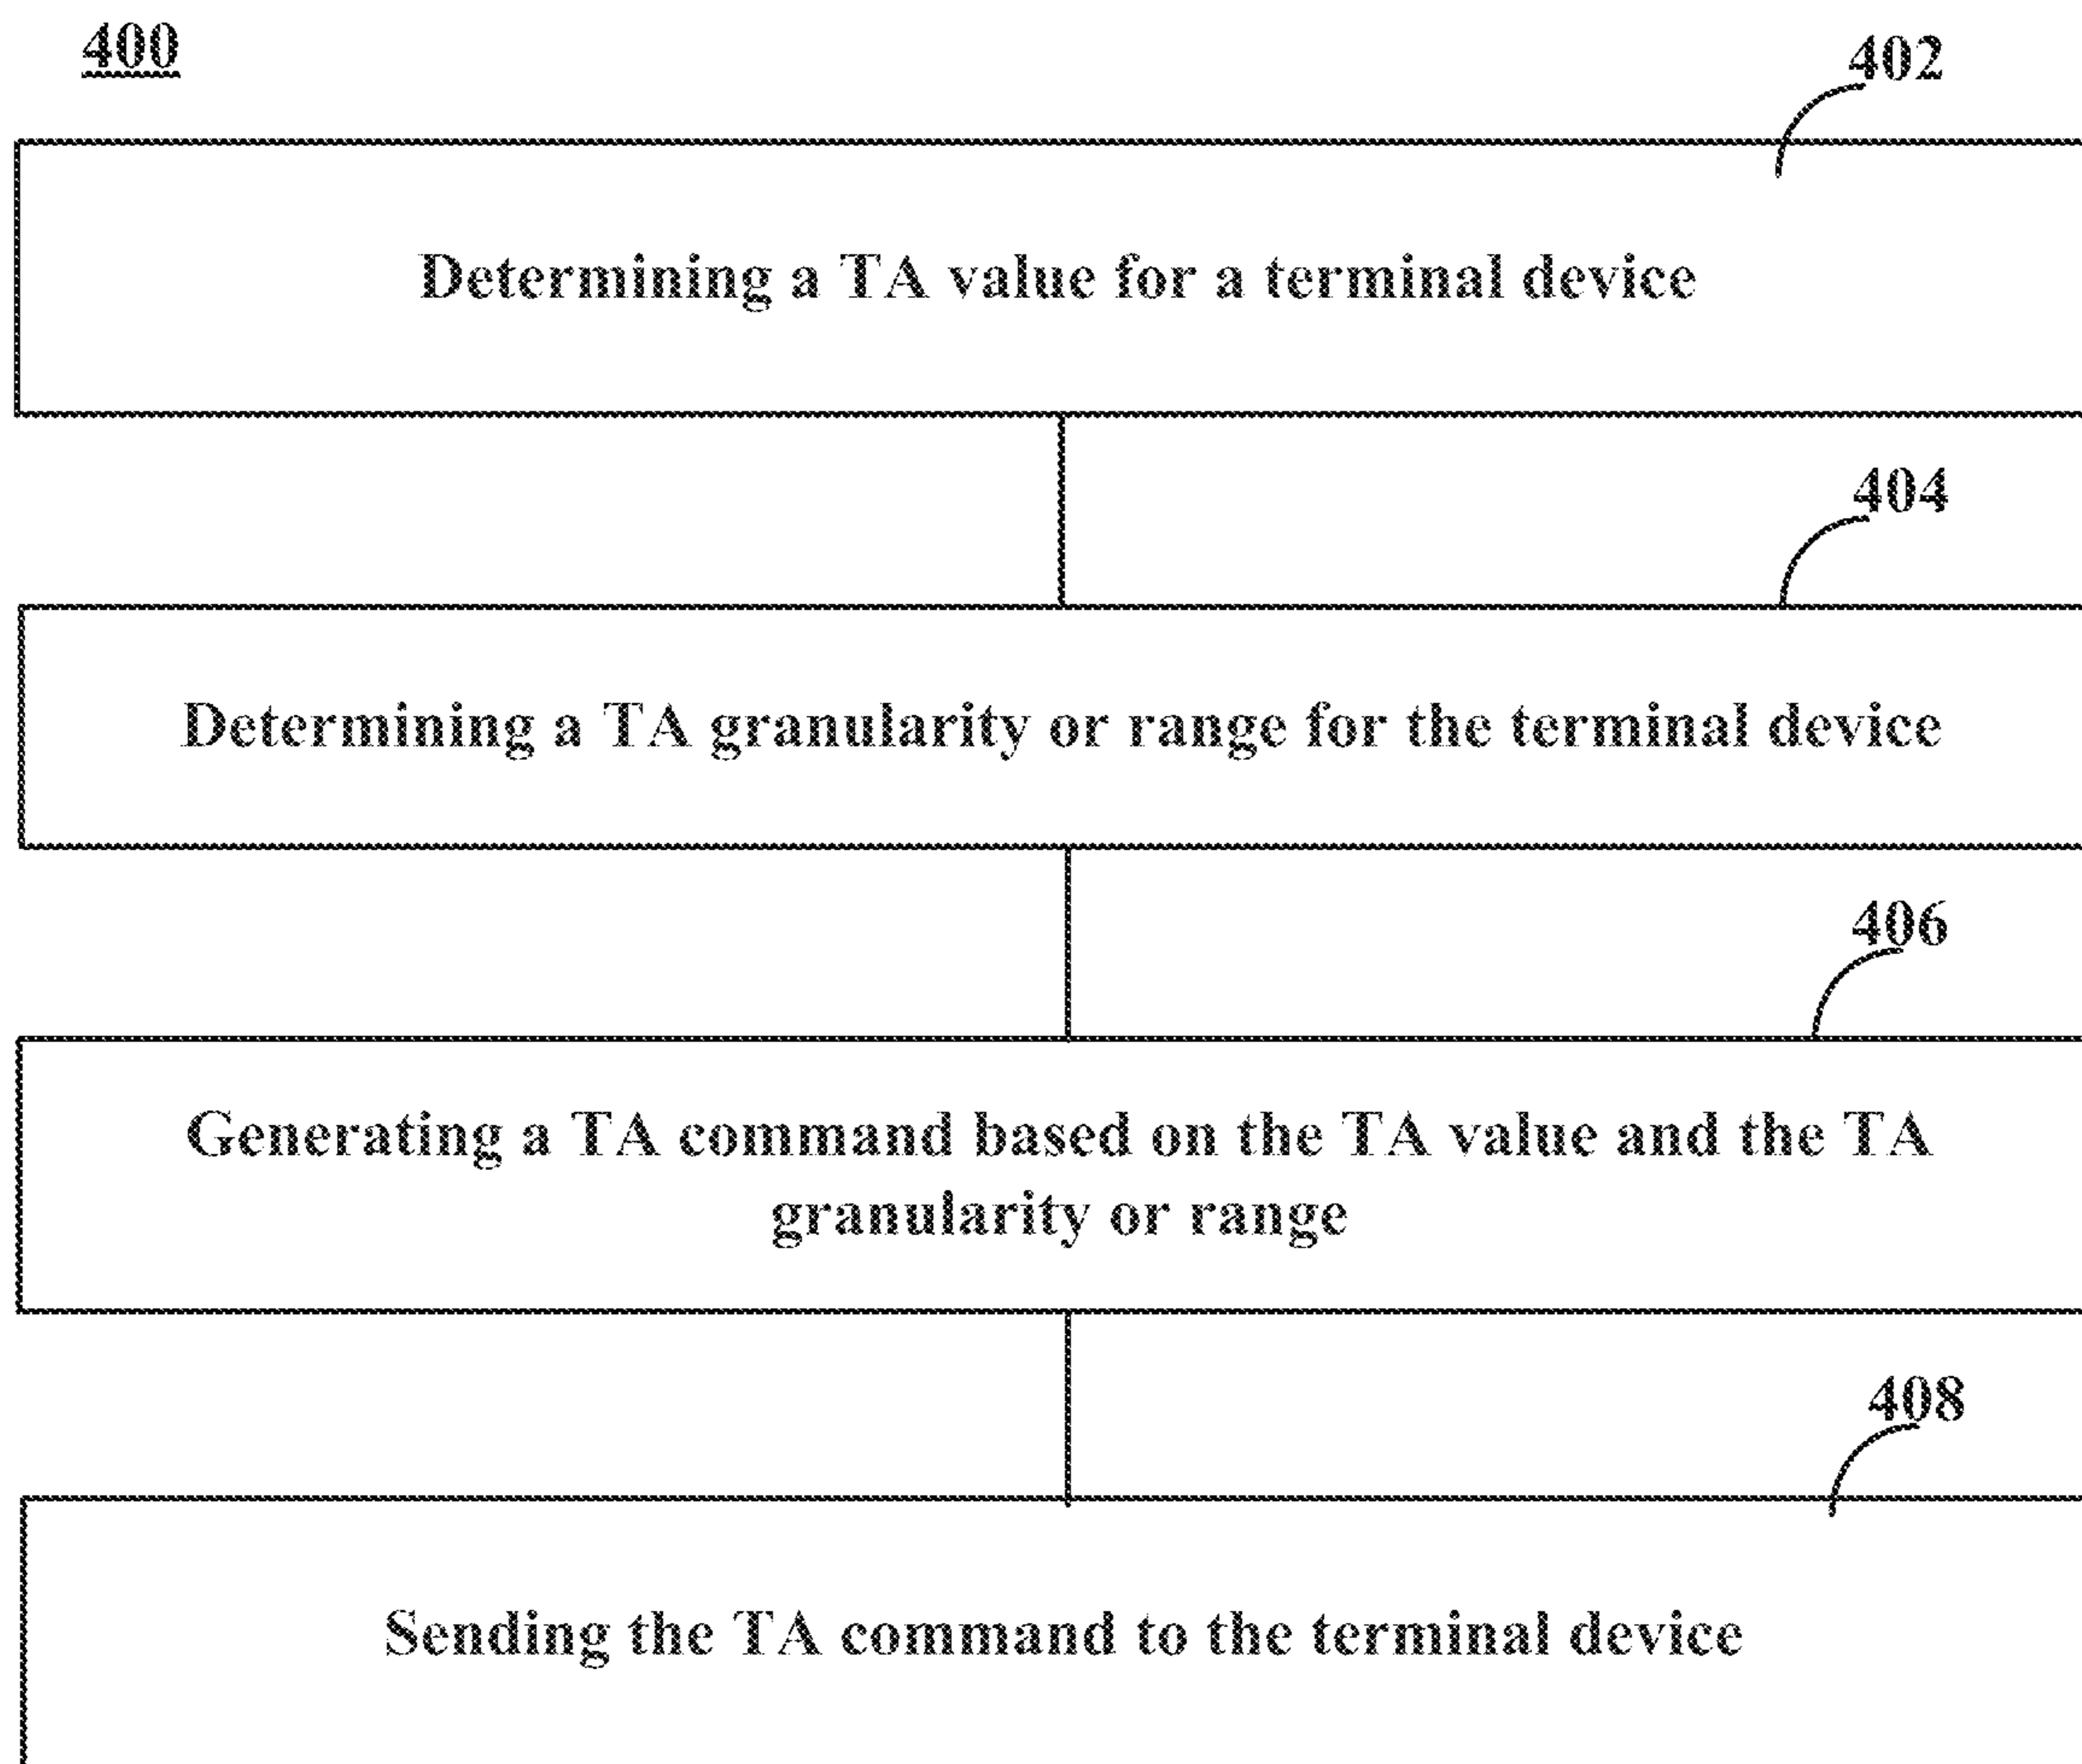 400
402
Determining a TA value for a terminal device
404
Determining a TA granularity or range for the terminal device
406
Generating a TA command based on the TA value and the TA
granularity or range
408
Sending the TA command to the terminal device